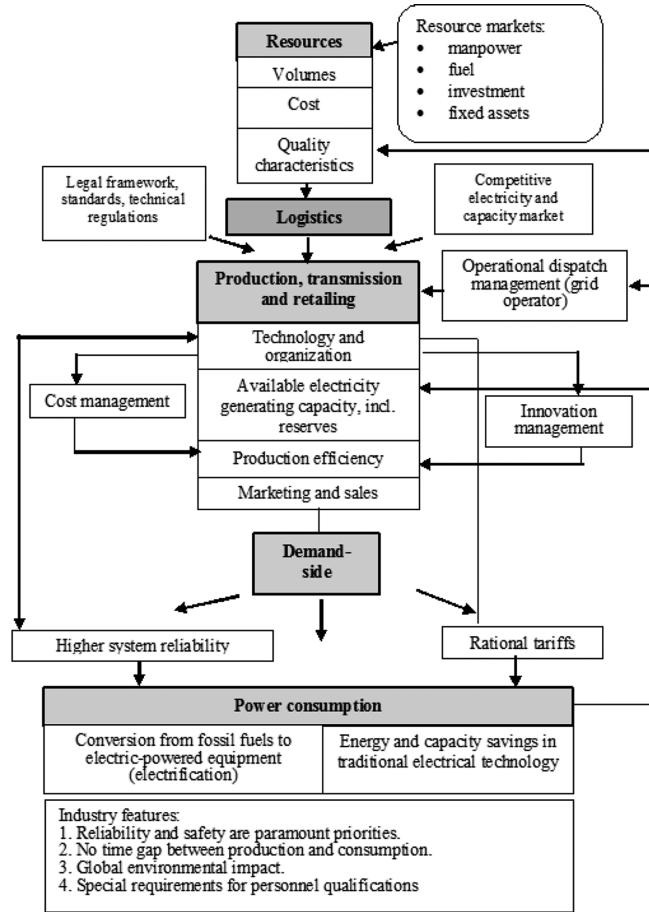 Resources
Volumes
Cost
Quality
characteristics
Resource markets:
• manpower
• fuel
• investment
• fixed assets
Legal framework,
standards, technical
regulations
Logistics
Competitive
electricity and
capacity market
Production, transmission
and retailing
Operational dispatch
management (grid
operator)
Technology and
organization
Cost management
Available electricity
generating capacity, incl.
reserves
Innovation
management
Production efficiency
Marketing and sales
Demand-
side
Higher system reliability
Rational tariffs
Power consumption
Conversion from fossil fuels to
electric-powered equipment
(electrification)
Energy and capacity savings in
traditional electrical technology
Industry features:
1. Reliability and safety are paramount priorities.
2. No time gap between production and consumption.
3. Global environmental impact.
4. Special requirements for personnel qualifications